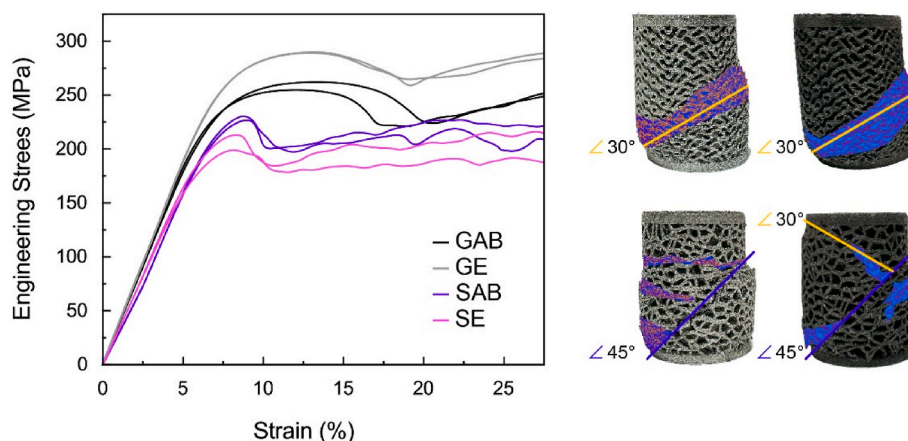 Engineering Strees (MPa)
300
250
200
150
100
50
0
0 5 10 15 20 25
Strain (%)
GAB
GE
SAB
SE
∠ 30° ∠ 30°
∠ 30°
∠ 45° ∠ 45°